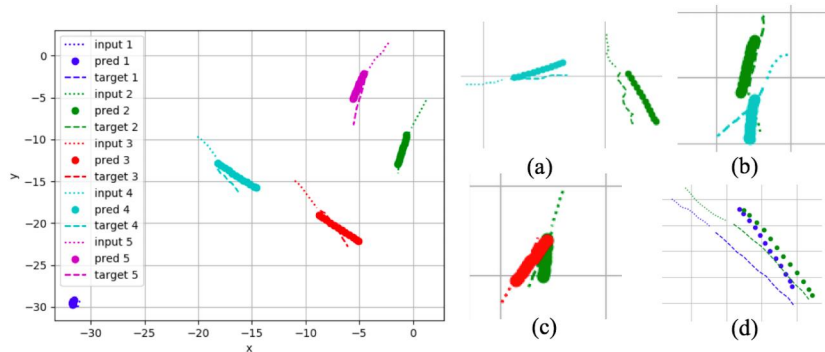 input 1
pred 1
target 1
input 2
pred 2
target 2
input 3
pred 3
target 3
input 4
pred 4
target 4
input 5
pred 5
target 5
0
−5
−10
−15
−20
−25
−30
y
−30 −25 −20 −15 −10 −5 0
x
(a) (b)
(c) (d)